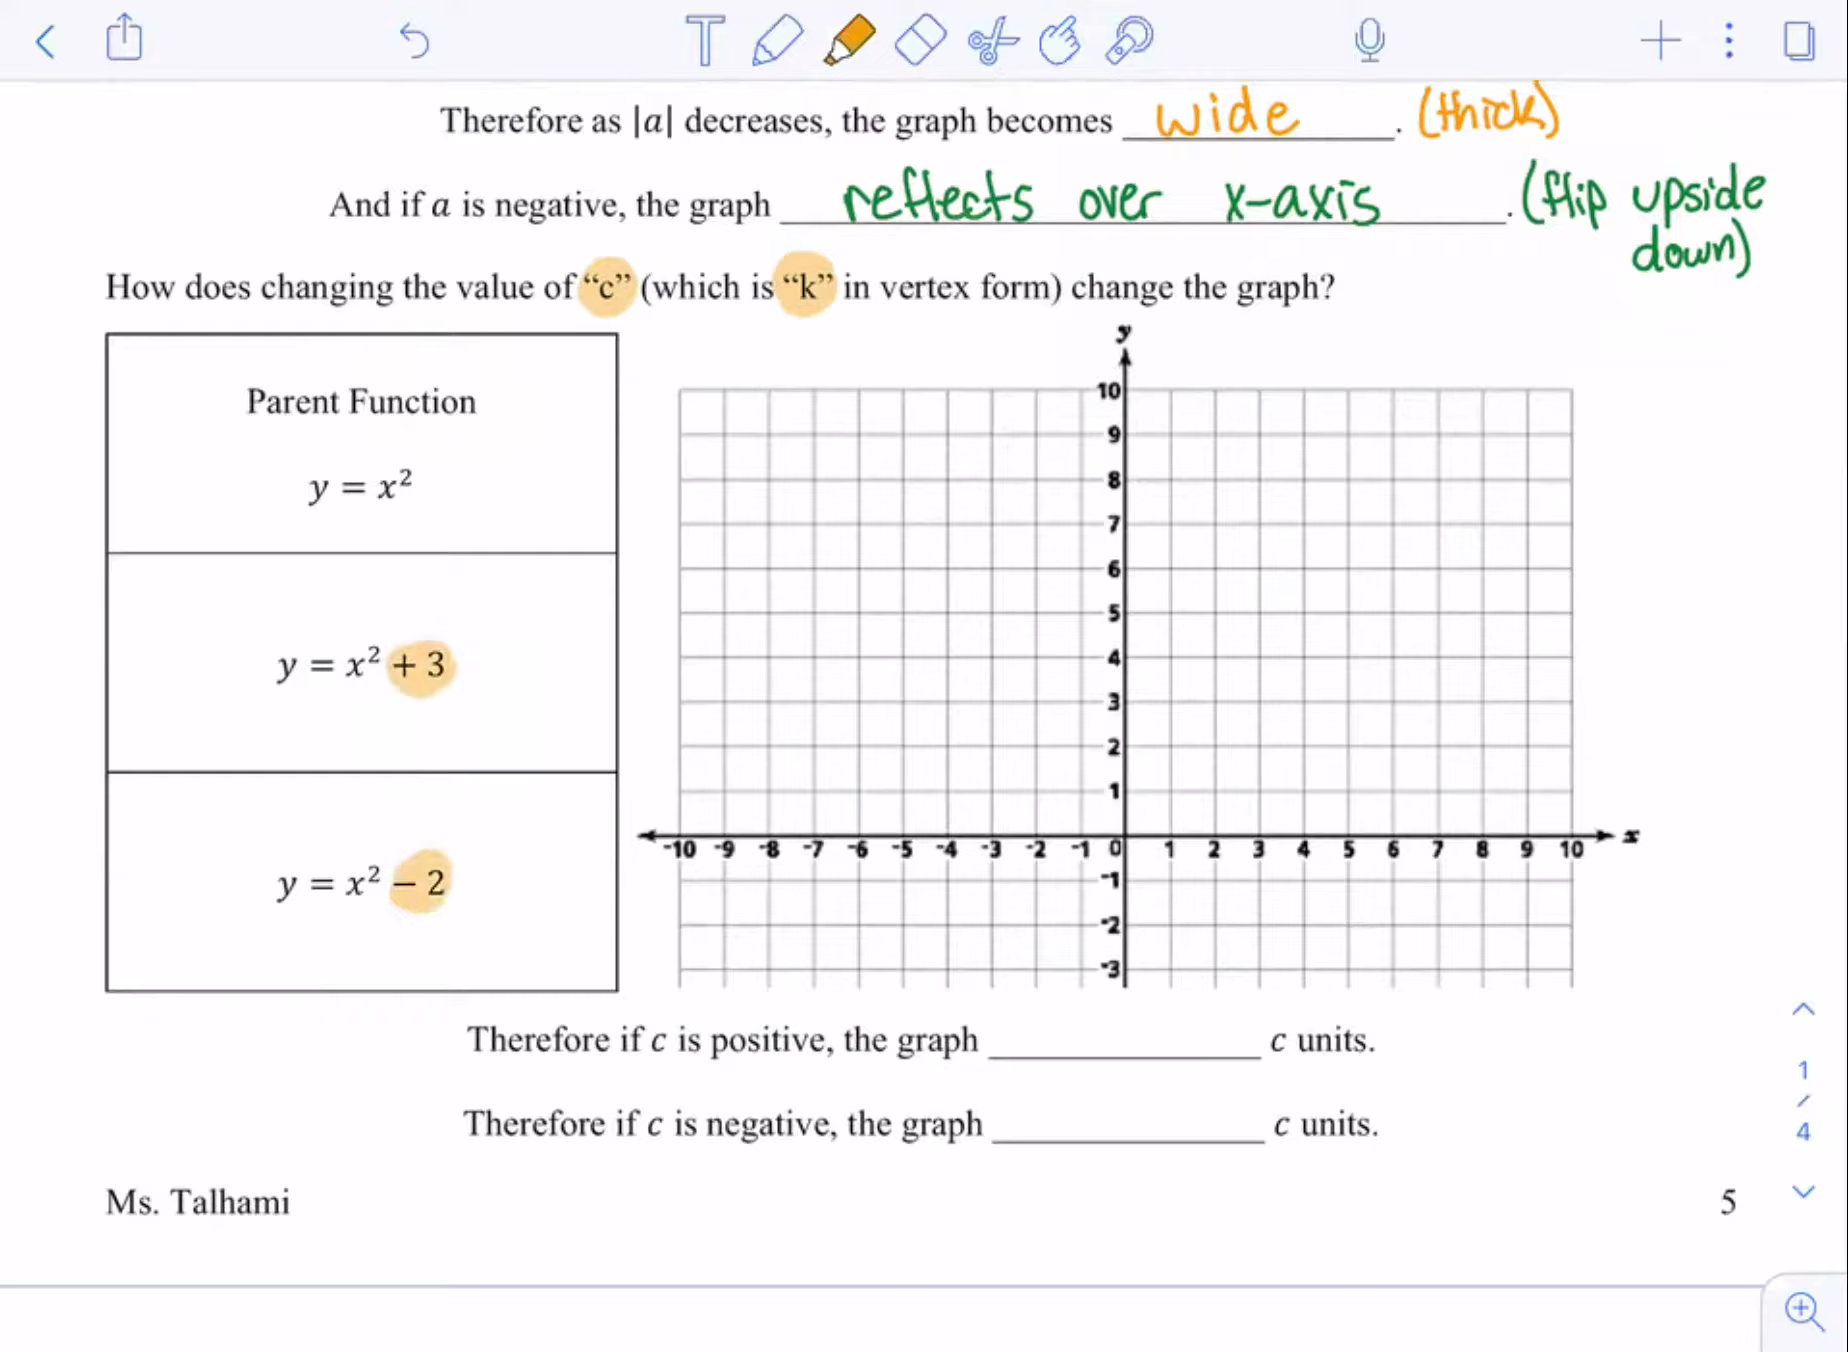 Therefore as |a| decreases, the graph becomes wide. (thick)
And if a is negative, the graph reflects over x-axis. (flip upside down)
How does changing the value of “c” (which is “k” in vertex form) change the graph?
Parent Function
y = x²
y = x² + 3
y = x² − 2
y
10
9
8
7
6
5
4
3
2
1
-10 -9 -8 -7 -6 -5 -4 -3 -2 -1 0 1 2 3 4 5 6 7 8 9 10 x
-1
-2
-3
Therefore if c is positive, the graph ______________ c units.
Therefore if c is negative, the graph ______________ c units.
Ms. Talhami
5
1
/
4